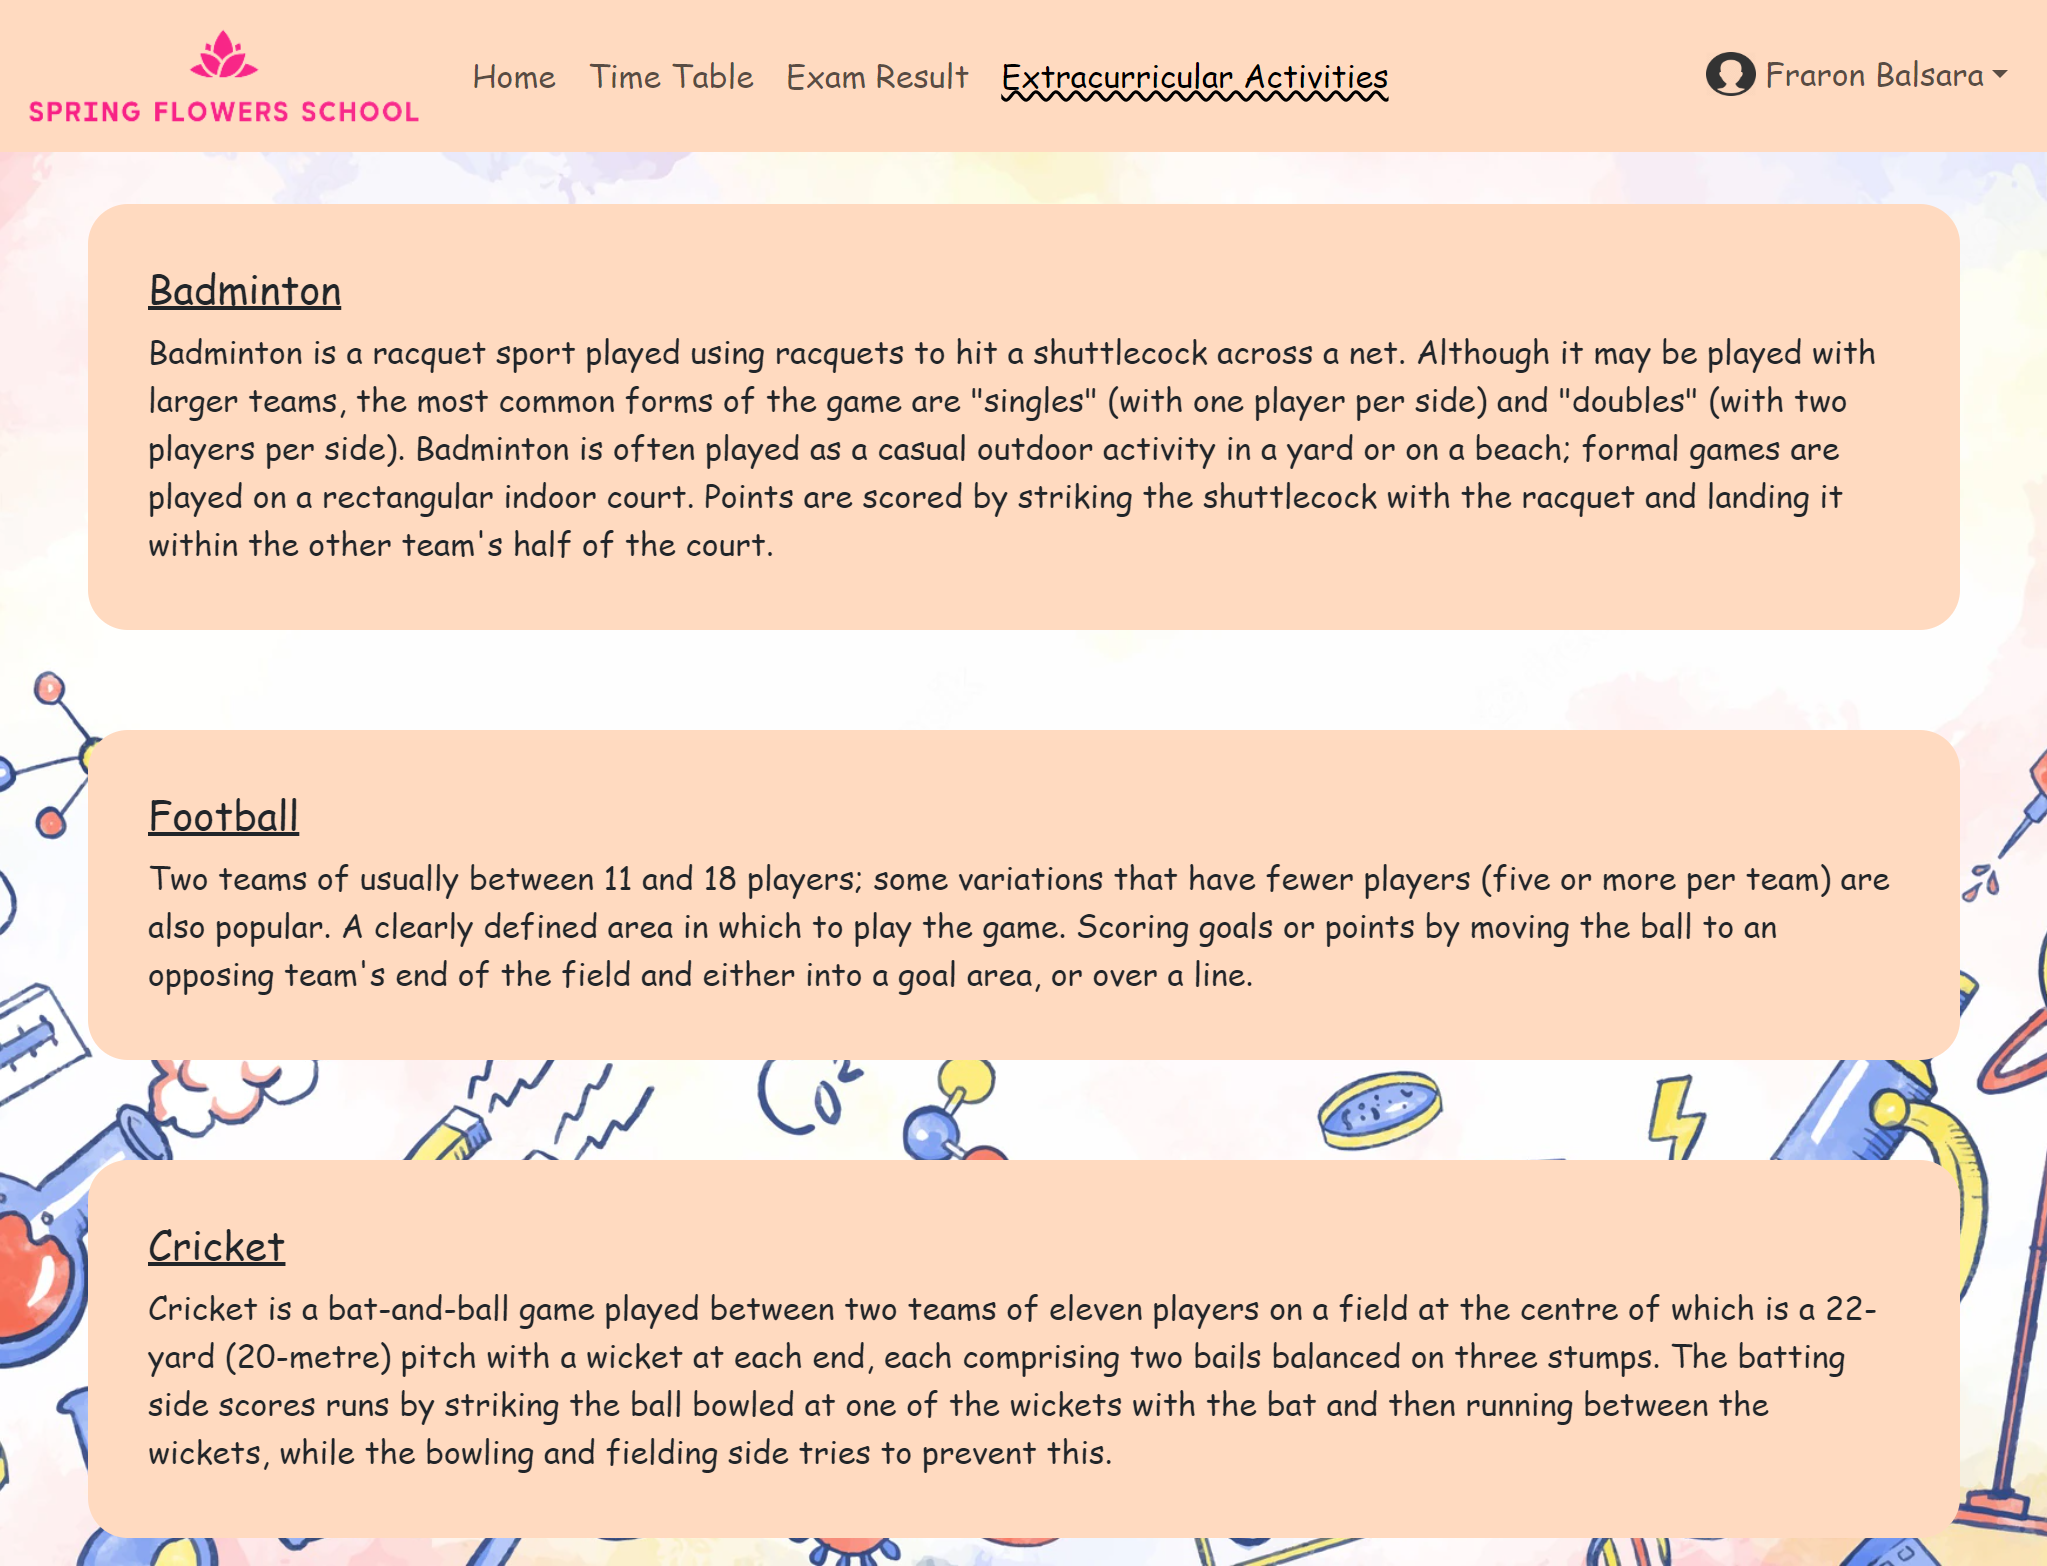 SPRING FLOWERS SCHOOL
Home
Time Table
Exam Result
Extracurricular Activities
Fraron Balsara
Badminton
Badminton is a racquet sport played using racquets to hit a shuttlecock across a net. Although it may be played with
larger teams, the most common forms of the game are "singles" (with one player per side) and "doubles" (with two
players per side). Badminton is often played as a casual outdoor activity in a yard or on a beach; formal games are
played on a rectangular indoor court. Points are scored by striking the shuttlecock with the racquet and landing it
within the other team's half of the court.
Football
Two teams of usually between 11 and 18 players; some variations that have fewer players (five or more per team) are
also popular. A clearly defined area in which to play the game. Scoring goals or points by moving the ball to an
opposing team's end of the field and either into a goal area, or over a line.
CO2
Cricket
Cricket is a bat-and-ball game played between two teams of eleven players on a field at the centre of which is a 22-
yard (20-metre) pitch with a wicket at each end, each comprising two bails balanced on three stumps. The batting
side scores runs by striking the ball bowled at one of the wickets with the bat and then running between the
wickets, while the bowling and fielding side tries to prevent this.